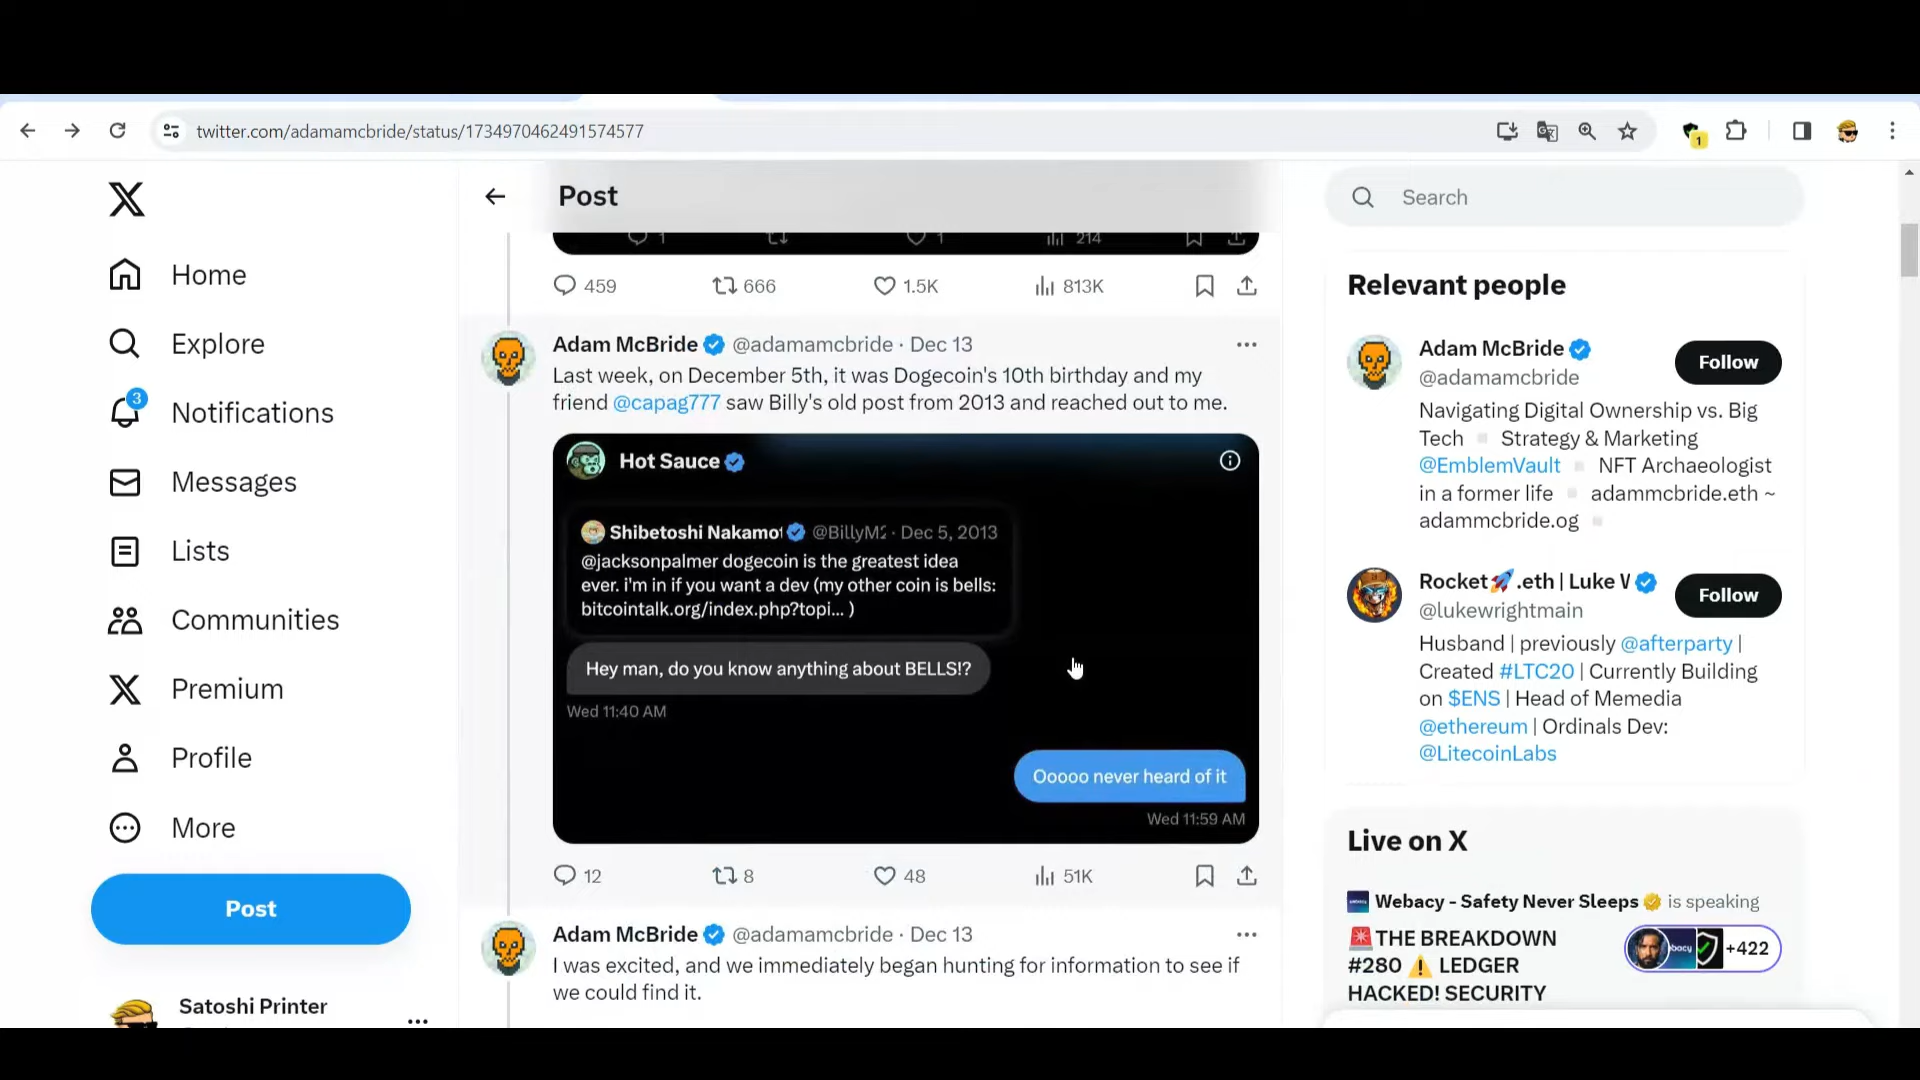 twitter.com/adamamcbride/status/1734970462491574577
1
Home
Explore
3
Notifications
Messages
Lists
Communities
Premium
Profile
More
Post
Satoshi Printer
Post
1
1
214
459
666
1.5K
813K
Adam McBride @adamamcbride · Dec 13
Last week, on December 5th, it was Dogecoin's 10th birthday and my
friend @capag777 saw Billy's old post from 2013 and reached out to me.
Hot Sauce
Shibetoshi Nakamo @BillyM2 · Dec 5, 2013
@jacksonpalmer dogecoin is the greatest idea
ever. i'm in if you want a dev (my other coin is bells:
bitcointalk.org/index.php?topi... )
Hey man, do you know anything about BELLS!?
Wed 11:40 AM
Ooooo never heard of it
Wed 11:59 AM
12
8
48
51K
Adam McBride @adamamcbride · Dec 13
I was excited, and we immediately began hunting for information to see if
we could find it.
Search
Relevant people
Adam McBride
@adamamcbride
Follow
Navigating Digital Ownership vs. Big
Tech Strategy & Marketing
@EmblemVault NFT Archaeologist
in a former life adammcbride.eth ~
adammcbride.og
Rocket🚀.eth | Luke W
@lukewrightmain
Follow
Husband | previously @afterparty |
Created #LTC20 | Currently Building
on $ENS | Head of Memedia
@ethereum | Ordinals Dev:
@LitecoinLabs
Live on X
Webacy - Safety Never Sleeps is speaking
🚨THE BREAKDOWN
#280 ⚠️ LEDGER
HACKED! SECURITY
+422